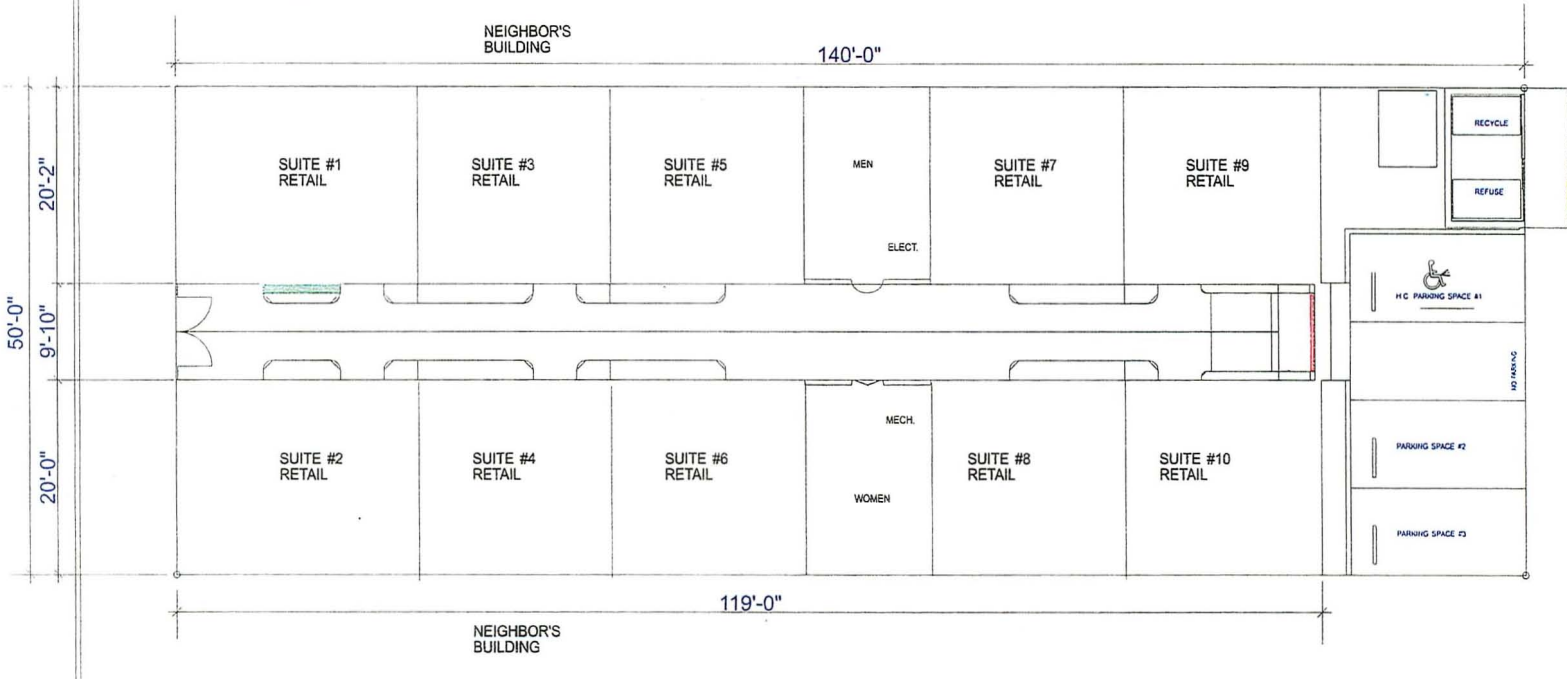 NEIGHBOR'S
BUILDING
140'-0"
SUITE #1
RETAIL
SUITE #3
RETAIL
SUITE #5
RETAIL
MEN
ELECT.
SUITE #7
RETAIL
SUITE #9
RETAIL
RECYCLE
REFUSE
20'-2"
50'-0"
9'-10"
20'-0"
H C PARKING SPACE #1
NO PARKING
SUITE #2
RETAIL
SUITE #4
RETAIL
SUITE #6
RETAIL
MECH.
WOMEN
SUITE #8
RETAIL
SUITE #10
RETAIL
PARKING SPACE #2
PARKING SPACE #3
119'-0"
NEIGHBOR'S
BUILDING